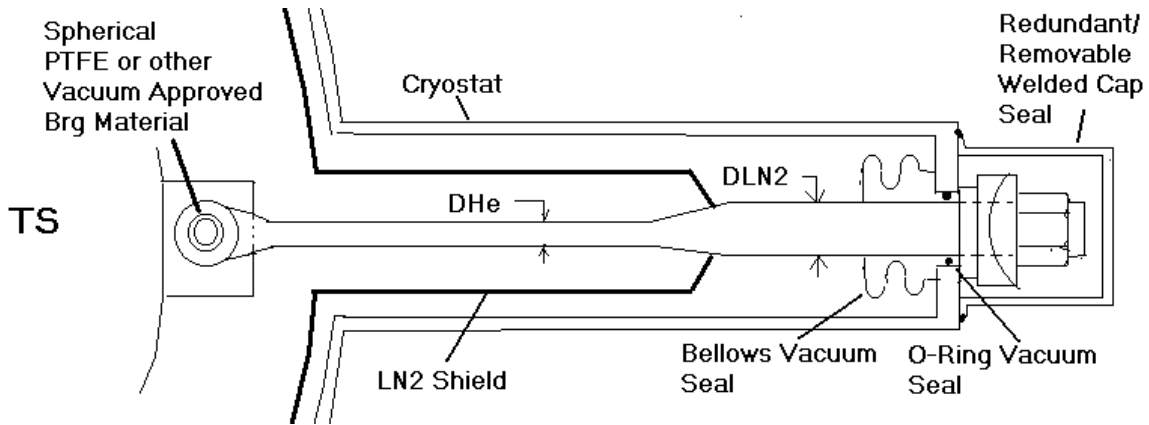 Spherical
PTFE or other
Vacuum Approved
Brg Material
Cryostat
Redundant/
Removable
Welded Cap
Seal
DLN2
DHe
TS
Bellows Vacuum
Seal
O-Ring Vacuum
Seal
LN2 Shield